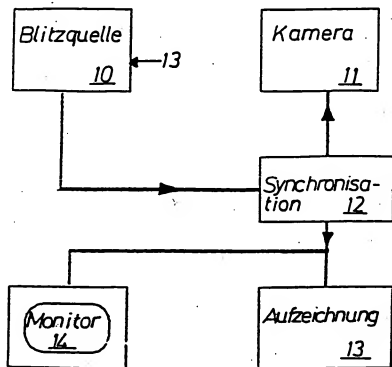 Blitzquelle
10
13
Kamera
11
Synchronisa-
tion 12
Monitor
14
Aufzeichnung
13